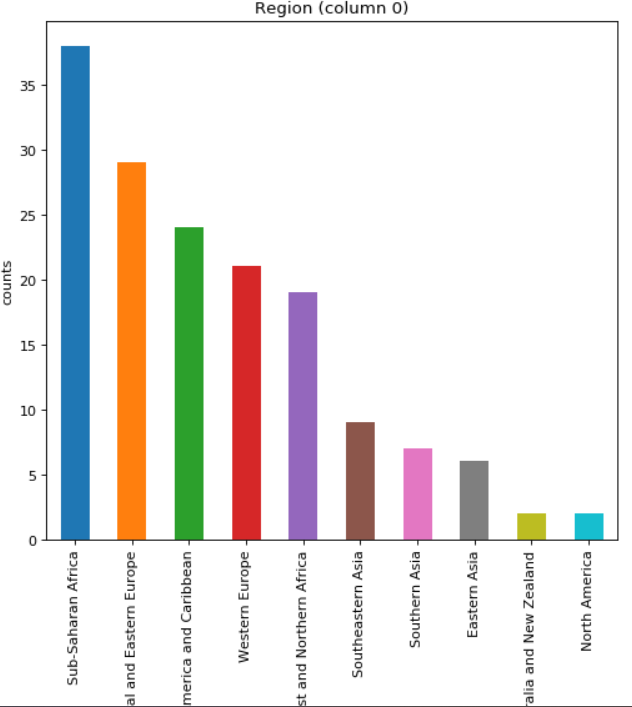 Region (column 0)
counts
35
30
25
20
15
10
5
0
Sub-Saharan Africa
al and Eastern Europe
merica and Caribbean
Western Europe
st and Northern Africa
Southeastern Asia
Southern Asia
Eastern Asia
ralia and New Zealand
North America